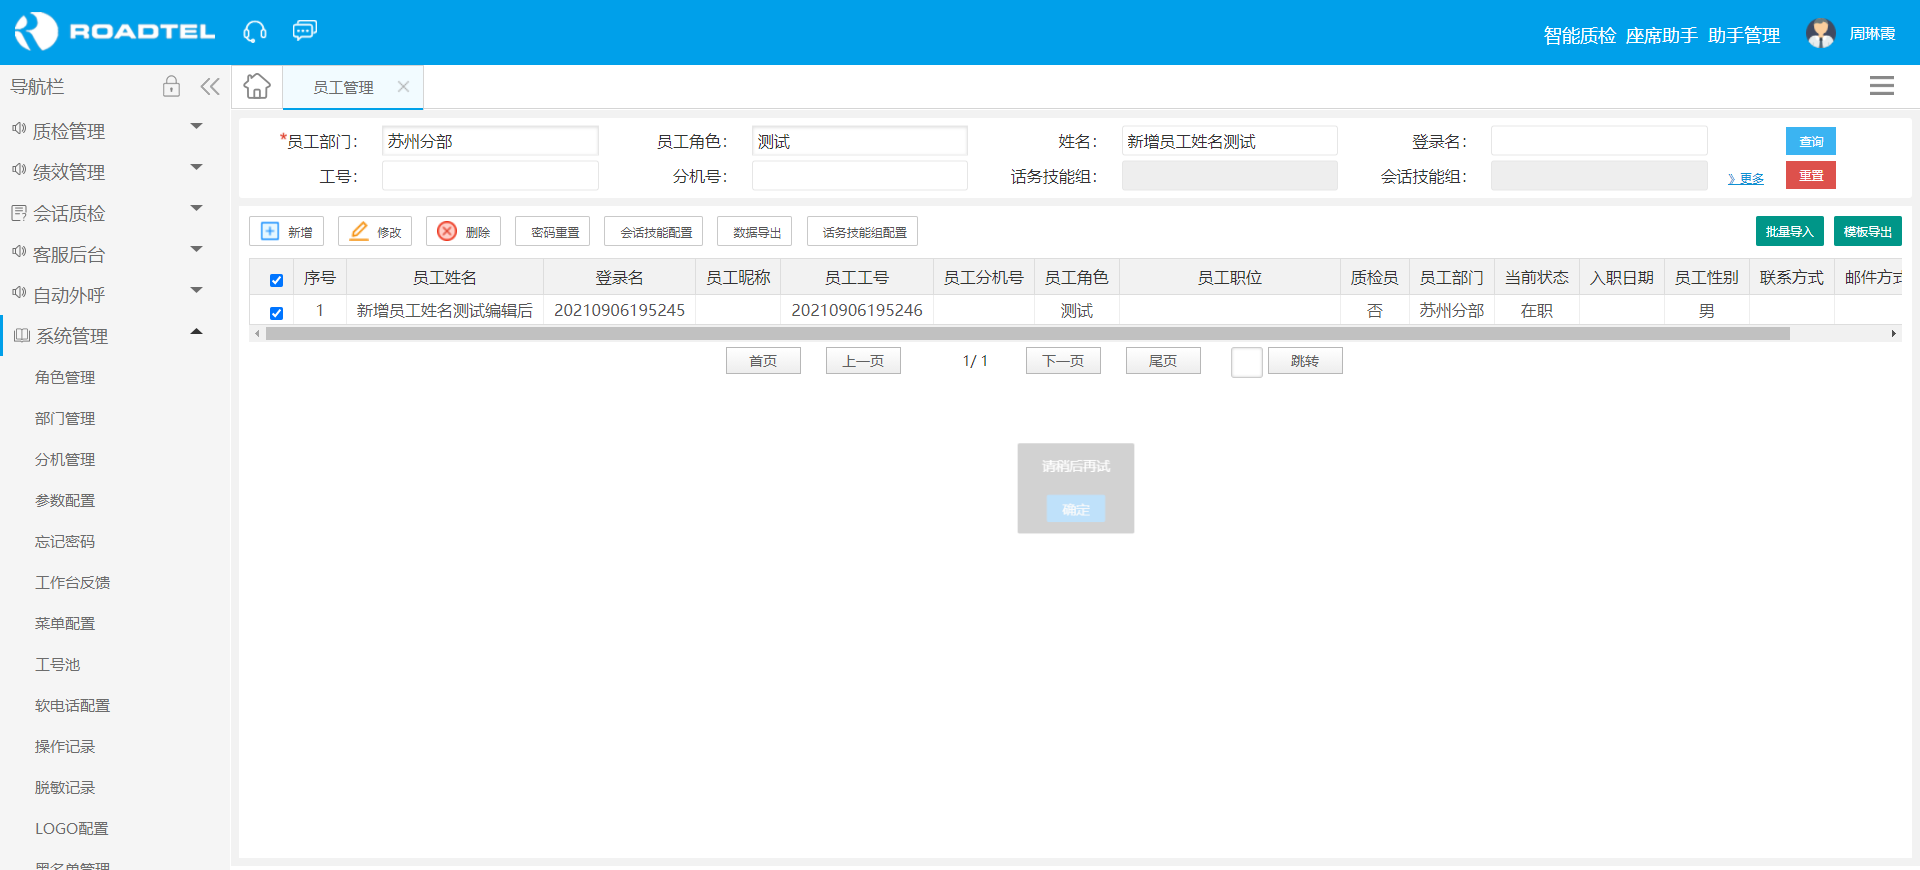 ROADTEL
智能质检 座席助手 助手管理 周琳霞
导航栏
员工管理
质检管理
绩效管理
会话质检
客服后台
自动外呼
系统管理
角色管理
部门管理
分机管理
参数配置
忘记密码
工作台反馈
菜单配置
工号池
软电话配置
操作记录
脱敏记录
LOGO配置
黑名单管理
*员工部门： 苏州分部 员工角色： 测试 姓名： 新增员工姓名测试 登录名： 查询
工号： 分机号： 话务技能组： 会话技能组： 》更多 重置
新增 修改 删除 密码重置 会话技能配置 数据导出 话务技能组配置 批量导入 模板导出
序号 员工姓名 登录名 员工昵称 员工工号 员工分机号 员工角色 员工职位 质检员 员工部门 当前状态 入职日期 员工性别 联系方式 邮件方式
1 新增员工姓名测试编辑后 20210906195245 20210906195246 测试 否 苏州分部 在职 男
首页 上一页 1/ 1 下一页 尾页 跳转
请稍后再试
确定